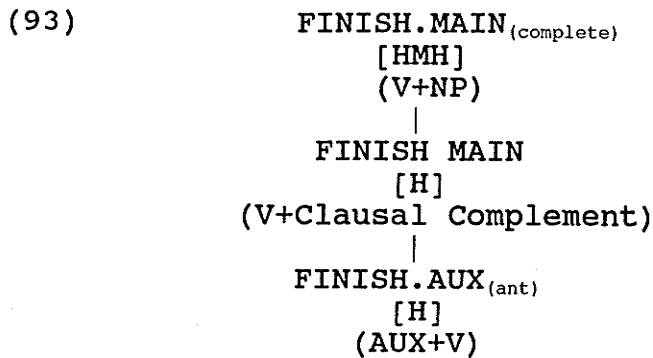 (93) FINISH.MAIN(complete)
[HMH]
(V+NP)
|
FINISH MAIN
[H]
(V+Clausal Complement)
|
FINISH.AUX(ant)
[H]
(AUX+V)